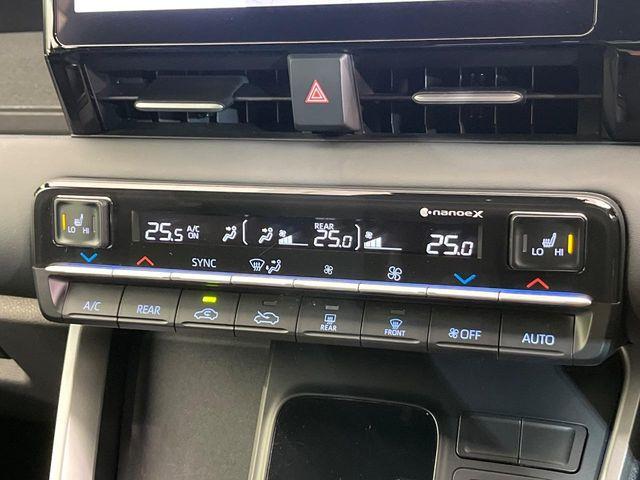 nanoeX
LO HI
25.5 A/C ON
REAR
25.0
25.0
LO HI
SYNC
A/C
REAR
REAR
FRONT
OFF
AUTO